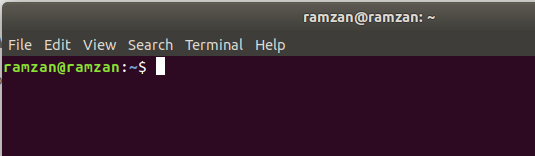 ramzan@ramzan: ~
File Edit View Search Terminal Help
ramzan@ramzan:~$